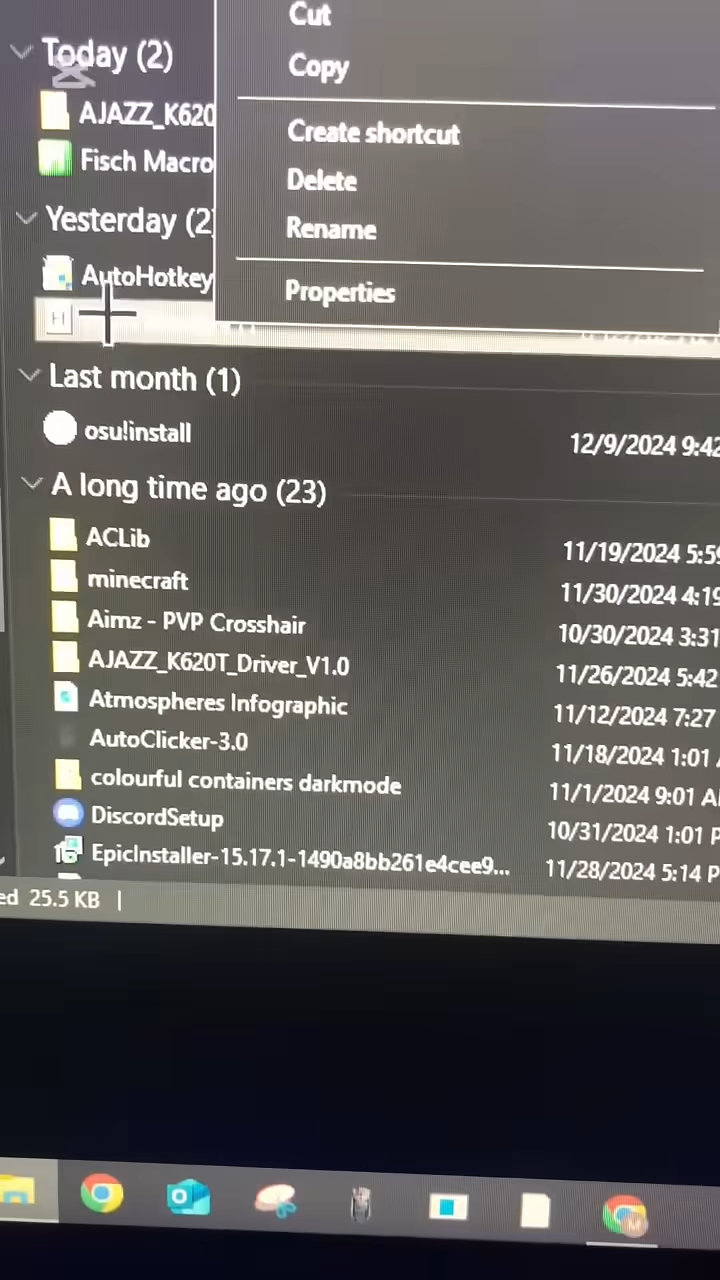 Cut
Today (2)
Copy
AJAZZ_K620
Create shortcut
Fisch Macro
Delete
Yesterday (2)
Rename
AutoHotkey
Properties
H
Last month (1)
osu!install 12/9/2024 9:42
A long time ago (23)
ACLib 11/19/2024 5:59
minecraft 11/30/2024 4:19
Aimz - PVP Crosshair 10/30/2024 3:31
AJAZZ_K620T_Driver_V1.0 11/26/2024 5:42
Atmospheres Infographic 11/12/2024 7:27
AutoClicker-3.0 11/18/2024 1:01
colourful containers darkmode 11/1/2024 9:01 A
DiscordSetup 10/31/2024 1:01 P
EpicInstaller-15.17.1-1490a8bb261e4cee9... 11/28/2024 5:14 P
ed 25.5 KB